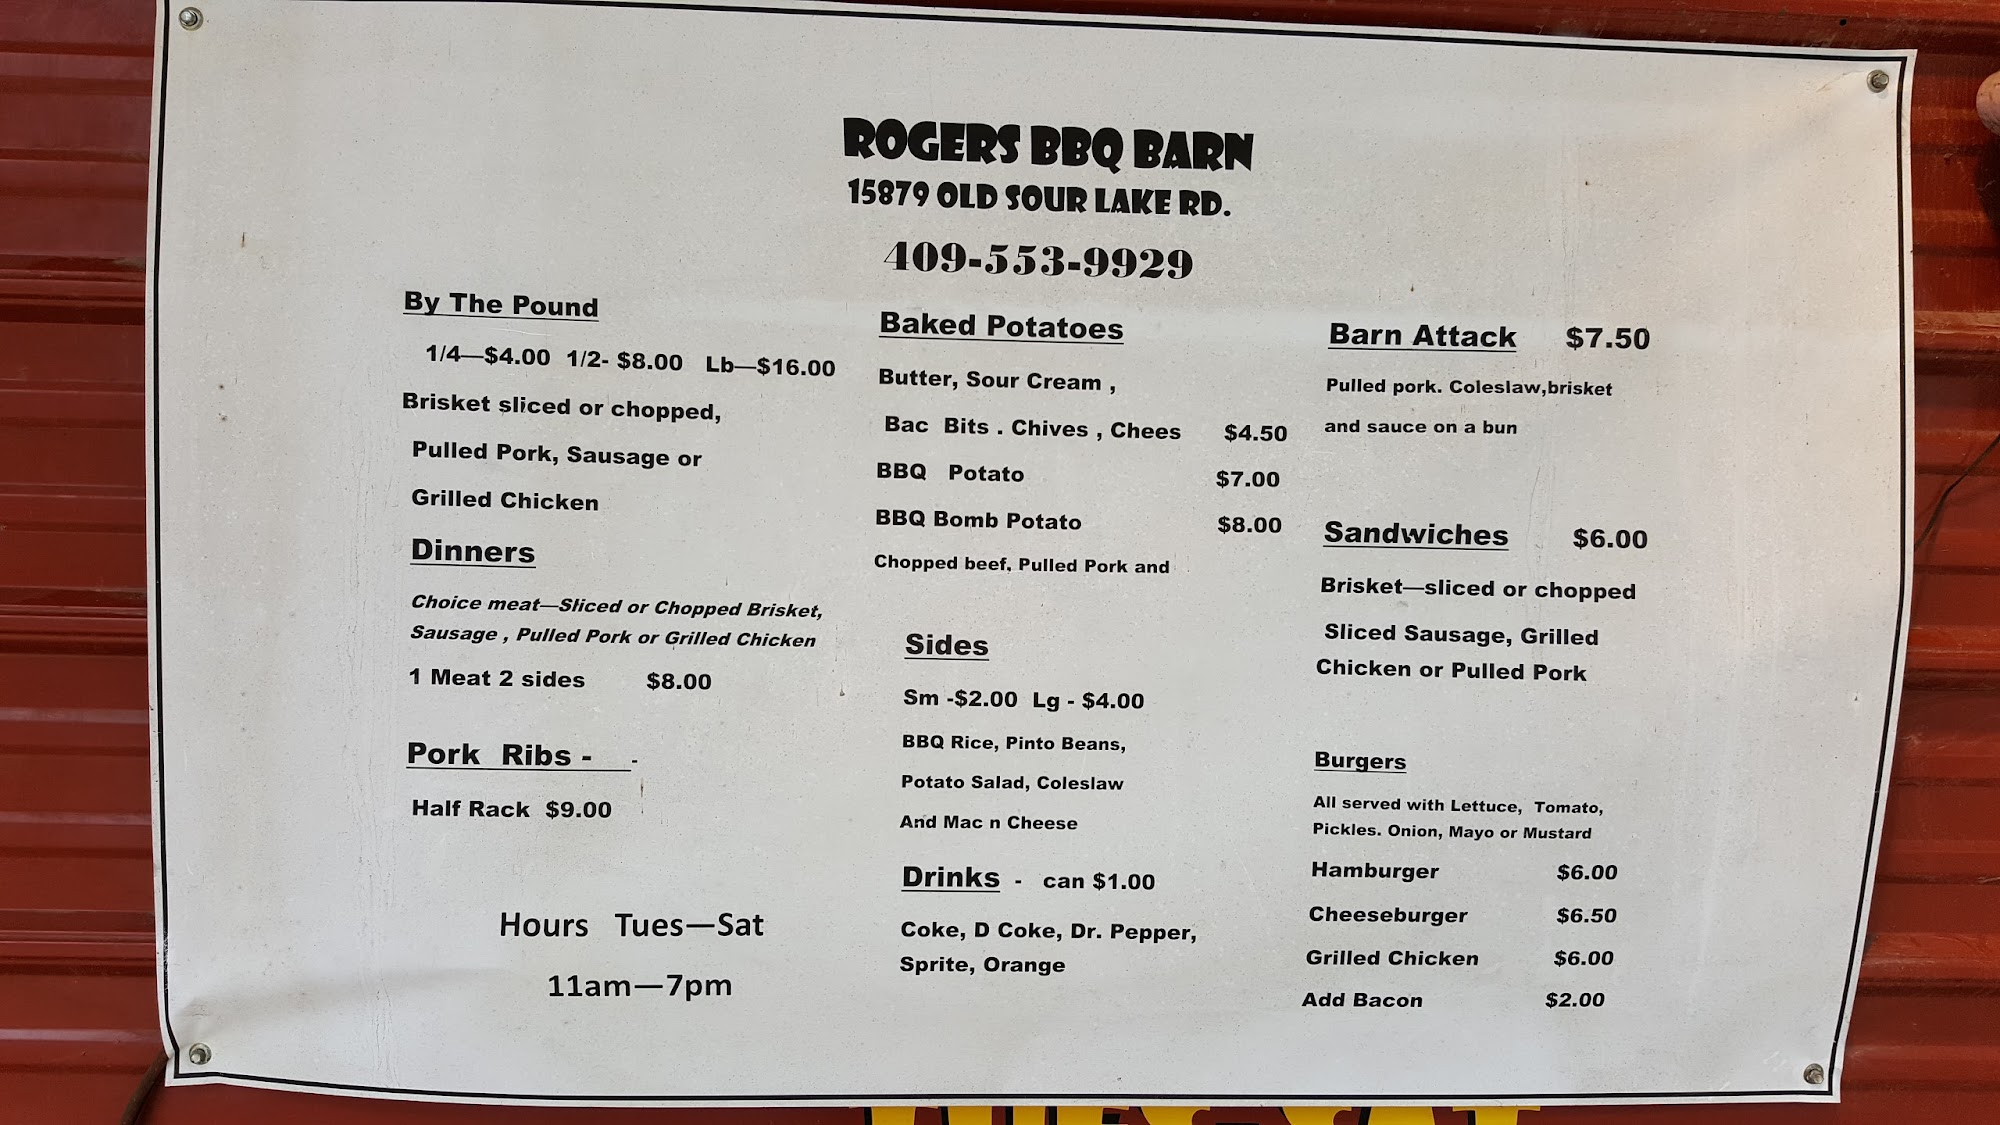 ROGERS BBQ BARN
15879 OLD SOUR LAKE RD.
409-553-9929
By The Pound
1/4—$4.00 1/2- $8.00 Lb—$16.00
Brisket sliced or chopped,
Pulled Pork, Sausage or
Grilled Chicken
Dinners
Choice meat—Sliced or Chopped Brisket,
Sausage , Pulled Pork or Grilled Chicken
1 Meat 2 sides $8.00
Pork Ribs - -
Half Rack $9.00
Hours Tues—Sat
11am—7pm
Baked Potatoes
Butter, Sour Cream ,
Bac Bits . Chives , Chees $4.50
BBQ Potato $7.00
BBQ Bomb Potato $8.00
Chopped beef, Pulled Pork and
Sides
Sm -$2.00 Lg - $4.00
BBQ Rice, Pinto Beans,
Potato Salad, Coleslaw
And Mac n Cheese
Drinks - can $1.00
Coke, D Coke, Dr. Pepper,
Sprite, Orange
Barn Attack $7.50
Pulled pork. Coleslaw,brisket
and sauce on a bun
Sandwiches $6.00
Brisket—sliced or chopped
Sliced Sausage, Grilled
Chicken or Pulled Pork
Burgers
All served with Lettuce, Tomato,
Pickles. Onion, Mayo or Mustard
Hamburger $6.00
Cheeseburger $6.50
Grilled Chicken $6.00
Add Bacon $2.00